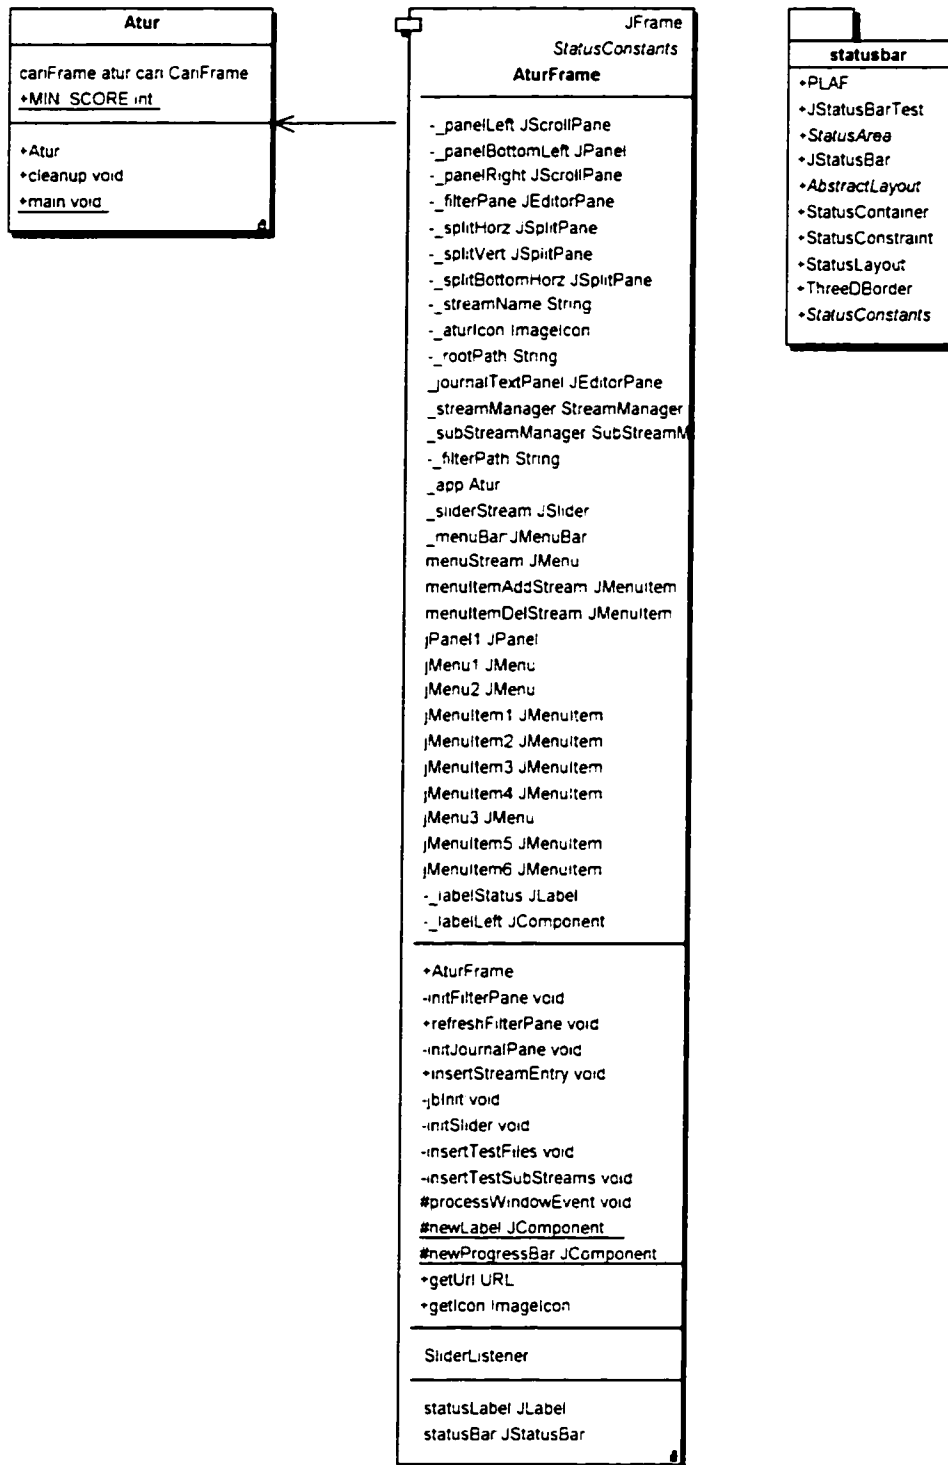 Atur
cariFrame atur cari CariFrame
+MIN_SCORE int
+Atur
+cleanup void
+main void
JFrame
StatusConstants
AturFrame
-_panelLeft JScrollPane
-_panelBottomLeft JPanel
-_panelRight JScrollPane
-_filterPane JEditorPane
-_splitHorz JSplitPane
-_splitVert JSplitPane
-_splitBottomHorz JSplitPane
-_streamName String
-_aturIcon ImageIcon
-_rootPath String
_journalTextPanel JEditorPane
_streamManager StreamManager
_subStreamManager SubStreamM
-_filterPath String
_app Atur
_sliderStream JSlider
_menuBar JMenuBar
menuStream JMenu
menuItemAddStream JMenuItem
menuItemDelStream JMenuItem
jPanel1 JPanel
jMenu1 JMenu
jMenu2 JMenu
jMenuItem1 JMenuItem
jMenuItem2 JMenuItem
jMenuItem3 JMenuItem
jMenuItem4 JMenuItem
jMenu3 JMenu
jMenuItem5 JMenuItem
jMenuItem6 JMenuItem
-_labelStatus JLabel
-_labelLeft JComponent
+AturFrame
-initFilterPane void
+refreshFilterPane void
-initJournalPane void
+insertStreamEntry void
-jbInit void
-initSlider void
-insertTestFiles void
-insertTestSubStreams void
#processWindowEvent void
#newLabel JComponent
#newProgressBar JComponent
+getUrl URL
+getIcon ImageIcon
SliderListener
statusLabel JLabel
statusBar JStatusBar
statusbar
+PLAF
+JStatusBarTest
+StatusArea
+JStatusBar
+AbstractLayout
+StatusContainer
+StatusConstraint
+StatusLayout
+ThreeDBorder
+StatusConstants